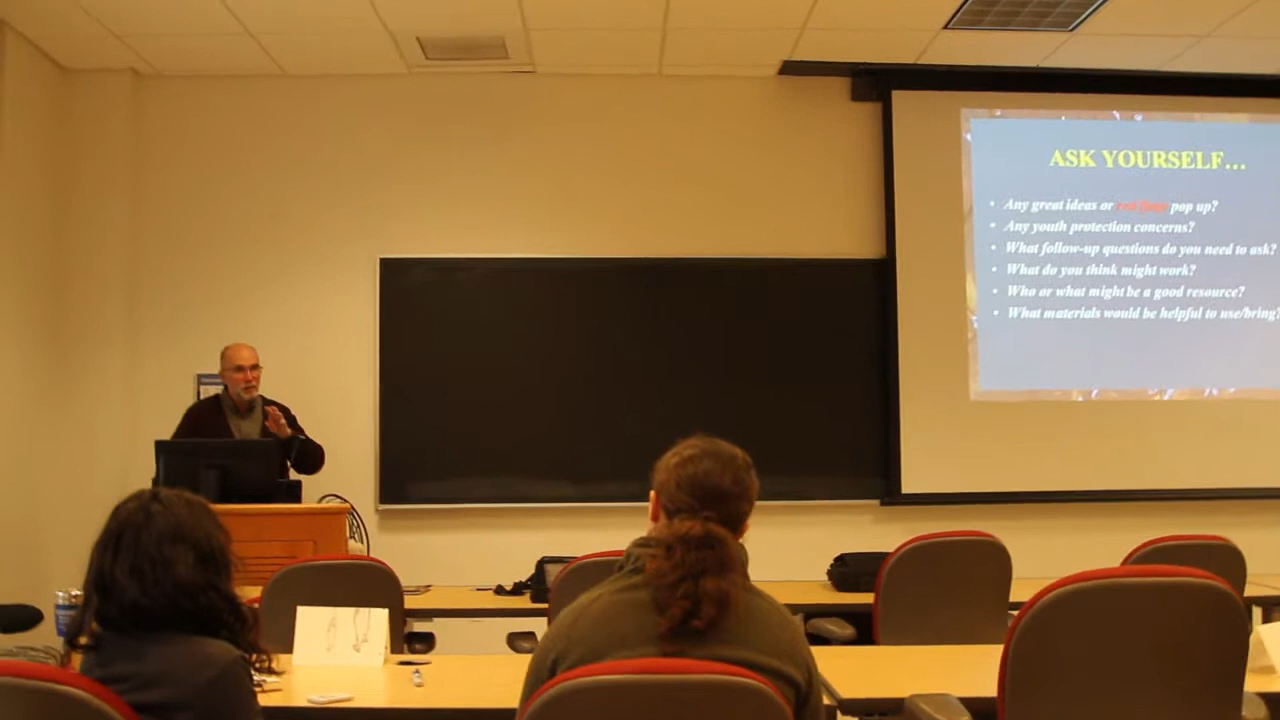 ASK YOURSELF...
• Any great ideas or red flags pop up?
• Any youth protection concerns?
• What follow-up questions do you need to ask?
• What do you think might work?
• Who or what might be a good resource?
• What materials would be helpful to use/bring?